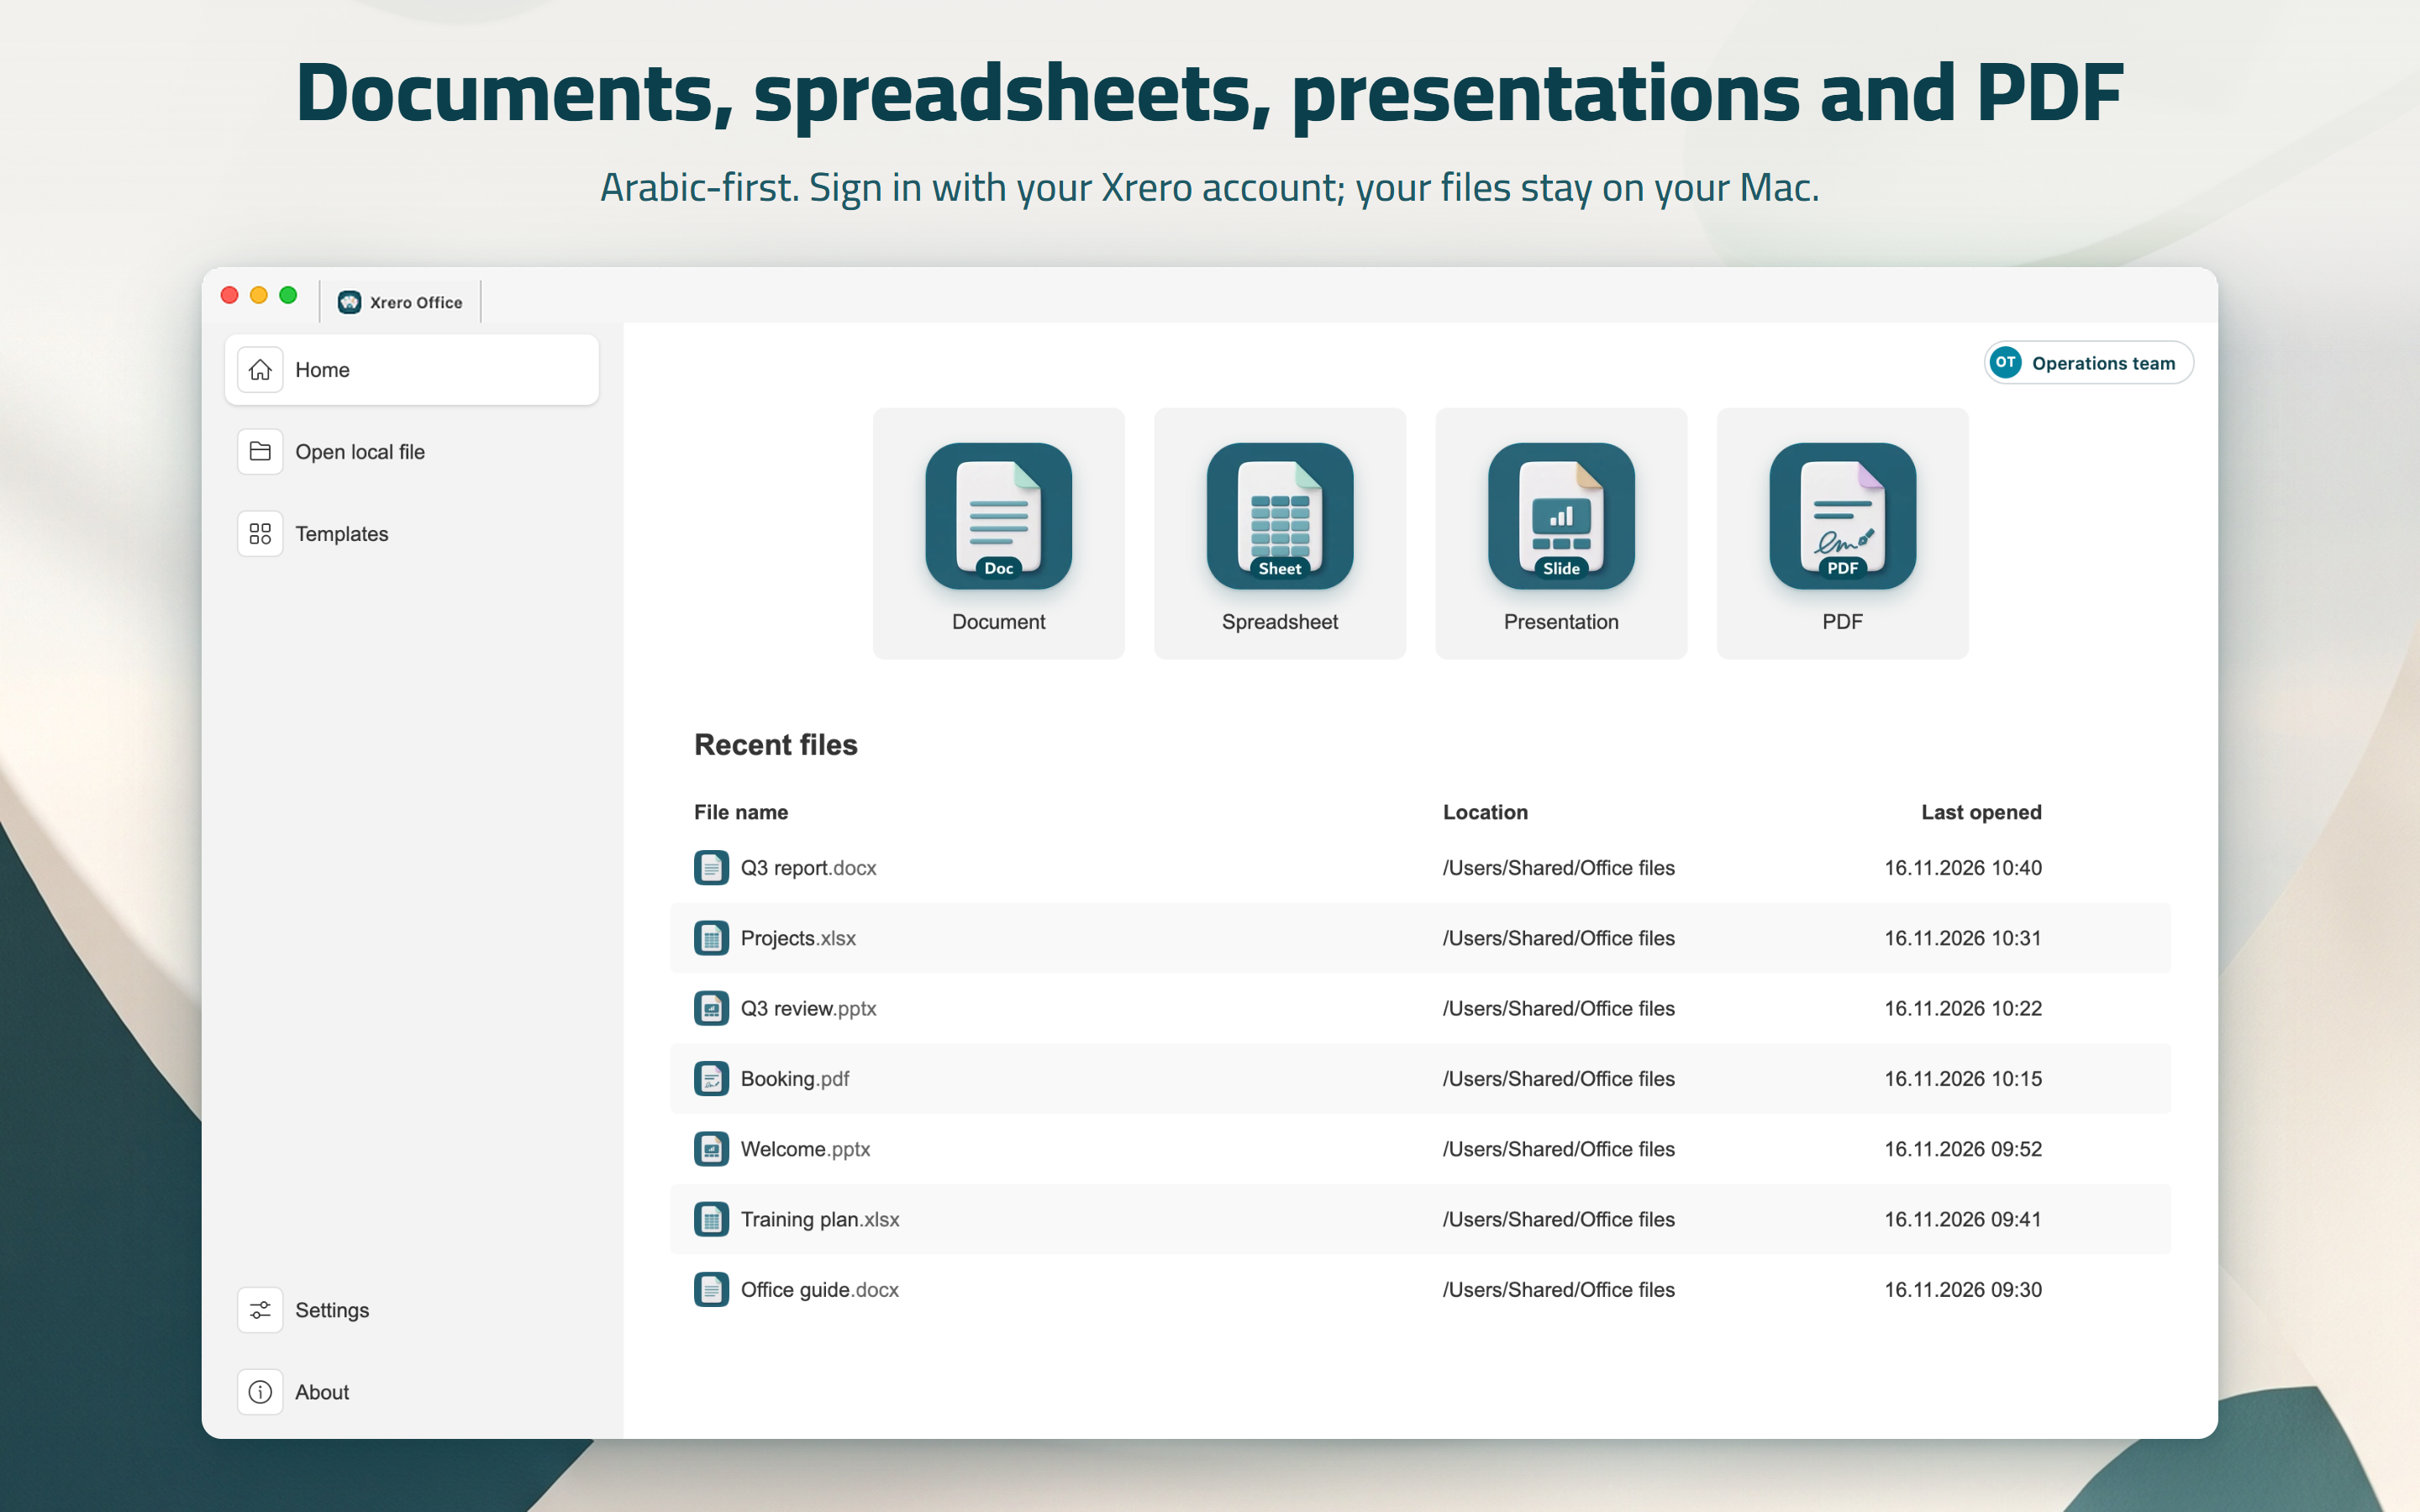 Documents, spreadsheets, presentations and PDF
Arabic-first. Sign in with your Xrero account; your files stay on your Mac.
Xrero Office
Home
Open local file
Templates
Settings
About
OT Operations team
Doc
Document
Sheet
Spreadsheet
Slide
Presentation
PDF
PDF
Recent files
File name Location Last opened
Q3 report.docx /Users/Shared/Office files 16.11.2026 10:40
Projects.xlsx /Users/Shared/Office files 16.11.2026 10:31
Q3 review.pptx /Users/Shared/Office files 16.11.2026 10:22
Booking.pdf /Users/Shared/Office files 16.11.2026 10:15
Welcome.pptx /Users/Shared/Office files 16.11.2026 09:52
Training plan.xlsx /Users/Shared/Office files 16.11.2026 09:41
Office guide.docx /Users/Shared/Office files 16.11.2026 09:30